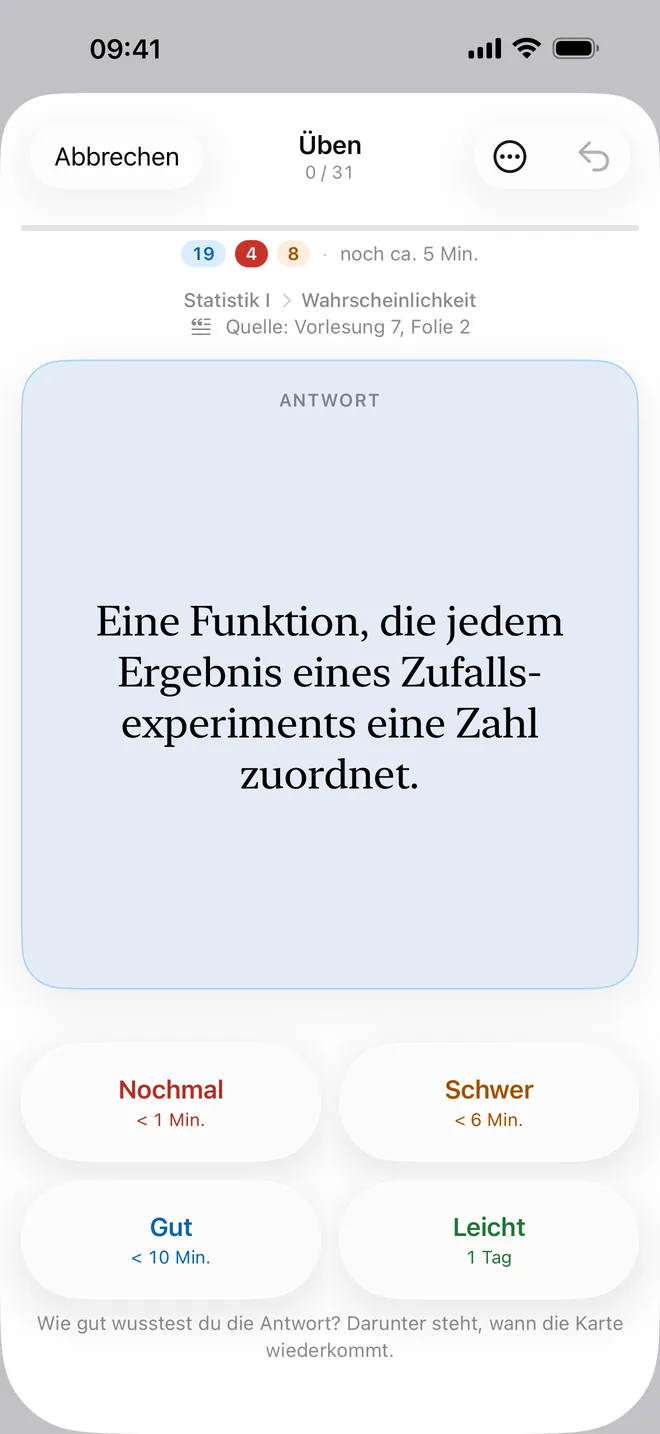 09:41
Abbrechen
Üben
0 / 31
19 4 8 · noch ca. 5 Min.
Statistik I > Wahrscheinlichkeit
Quelle: Vorlesung 7, Folie 2
ANTWORT
Eine Funktion, die jedem
Ergebnis eines Zufalls-
experiments eine Zahl
zuordnet.
Nochmal
< 1 Min.
Schwer
< 6 Min.
Gut
< 10 Min.
Leicht
1 Tag
Wie gut wusstest du die Antwort? Darunter steht, wann die Karte
wiederkommt.